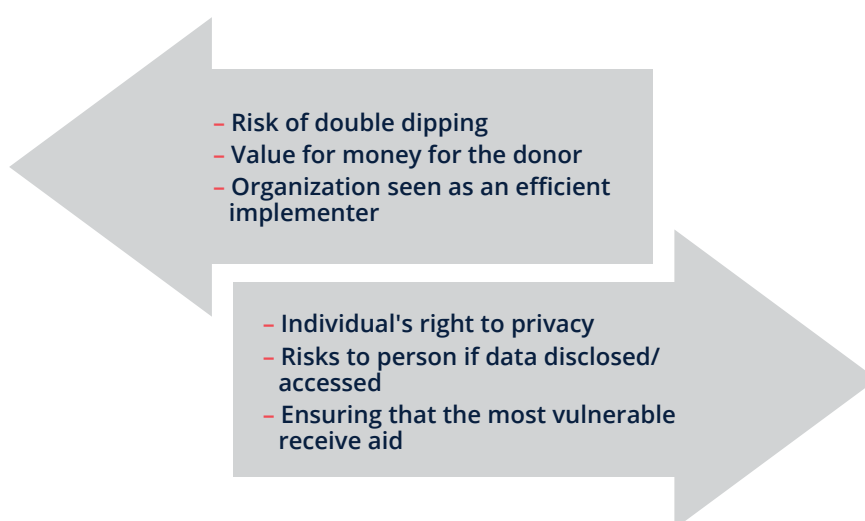 – Risk of double dipping
– Value for money for the donor
– Organization seen as an efficient
implementer
– Individual's right to privacy
– Risks to person if data disclosed/
accessed
– Ensuring that the most vulnerable
receive aid